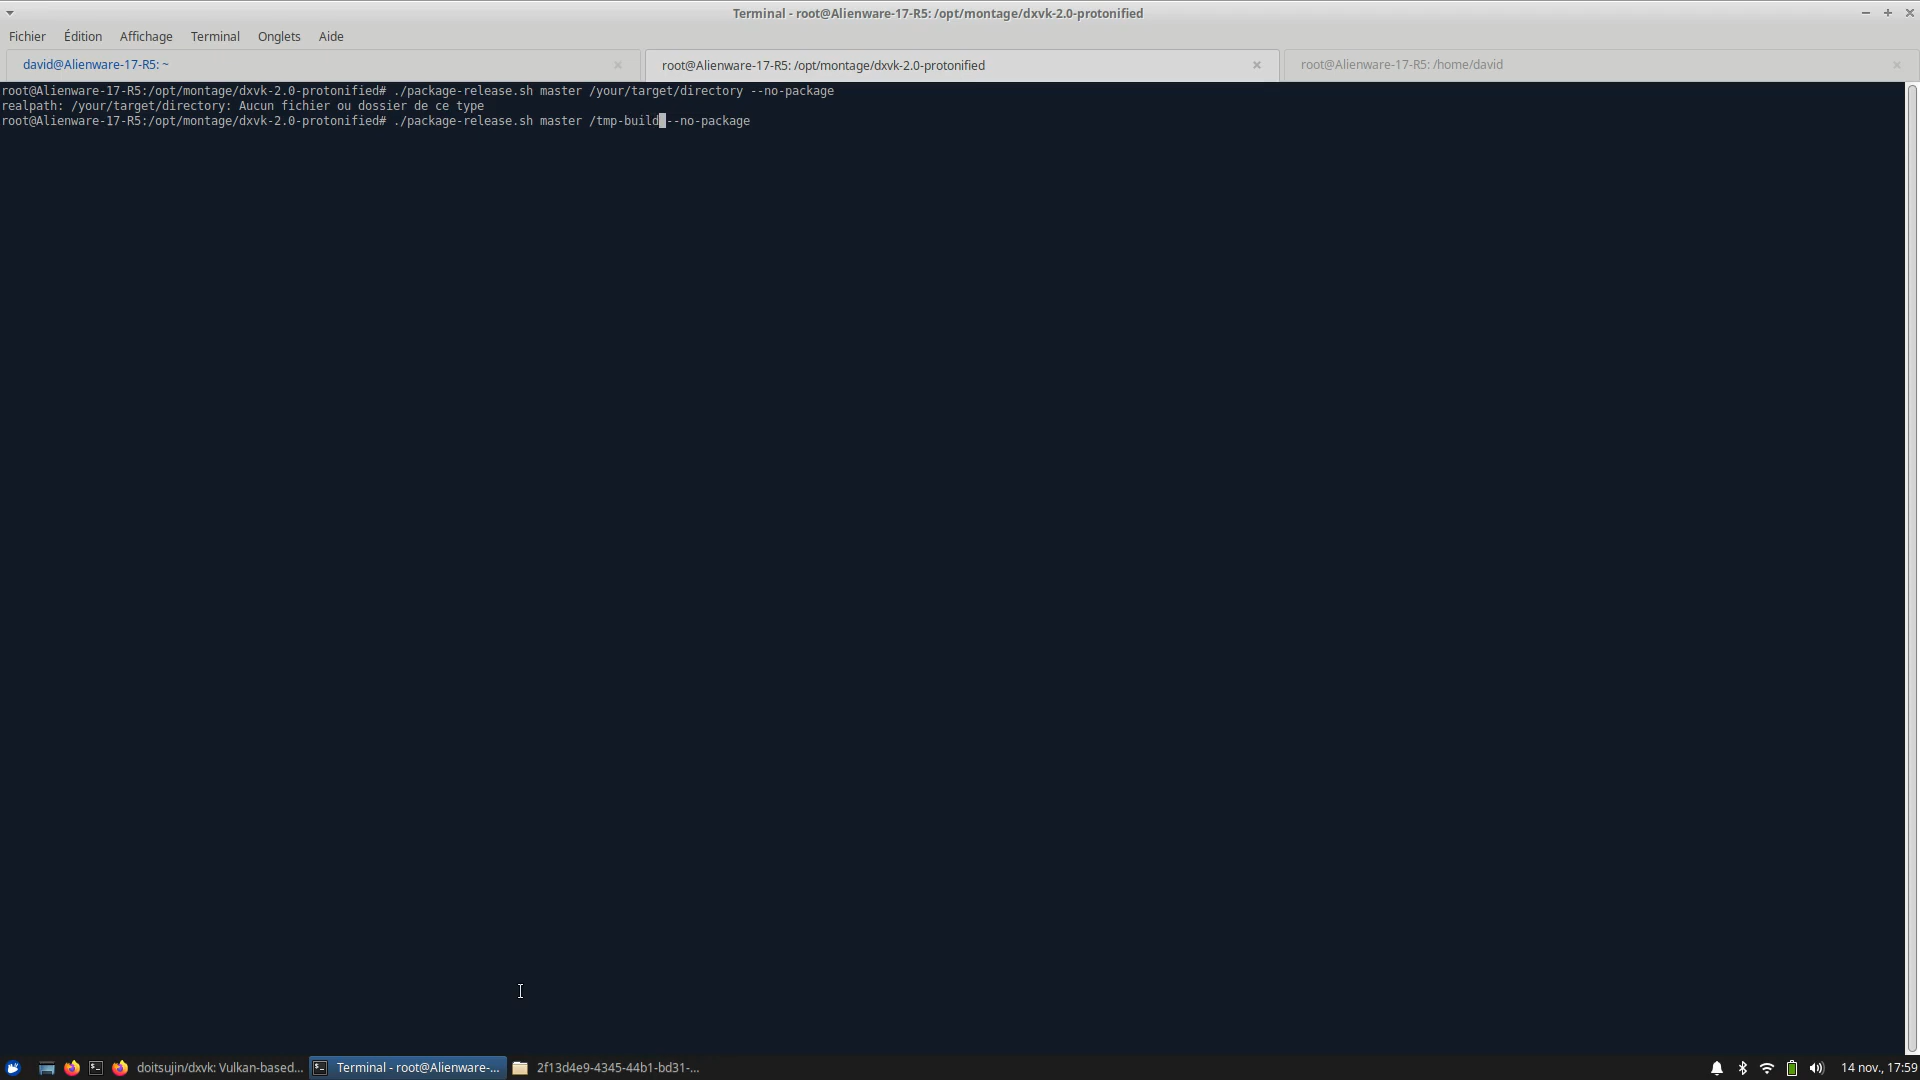 Terminal - root@Alienware-17-R5: /opt/montage/dxvk-2.0-protonified
Fichier Édition Affichage Terminal Onglets Aide
david@Alienware-17-R5: ~
root@Alienware-17-R5: /opt/montage/dxvk-2.0-protonified
root@Alienware-17-R5: /home/david
root@Alienware-17-R5:/opt/montage/dxvk-2.0-protonified# ./package-release.sh master /your/target/directory --no-package
realpath: /your/target/directory: Aucun fichier ou dossier de ce type
root@Alienware-17-R5:/opt/montage/dxvk-2.0-protonified# ./package-release.sh master /tmp-build --no-package
doitsujin/dxvk: Vulkan-based...
Terminal - root@Alienware-...
2f13d4e9-4345-44b1-bd31-...
14 nov., 17:59